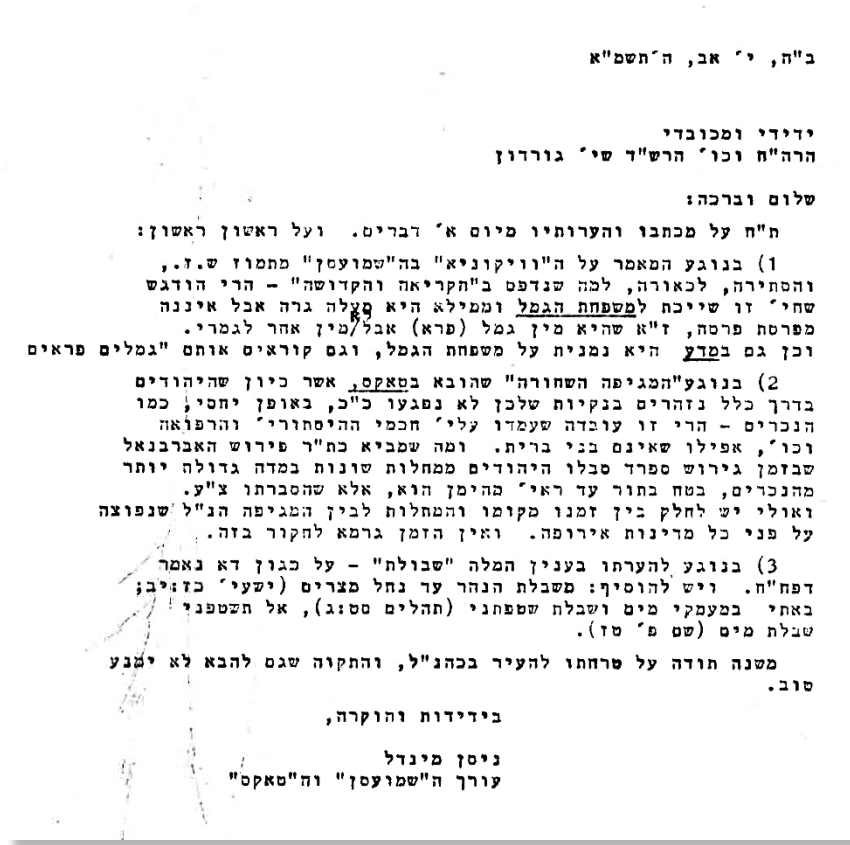 ב"ה, י׳ אב, ה׳תשמ"א
ידידי ומכובדי
הרה"ח וכו׳ הרש"ד שי׳ גורדון
שלום וברכה:
ת"ח על מכתבו והערותיו מיום א׳ דברים. ועל ראשון ראשון:
1) בנוגע המאמר על ה"וויקוניא" בה"שמועסן" מתמוז ש.ז.,
והסתירה, לכאורה, למה שנדפס ב"הקריאה והקדושה" - הרי הודגש
שחי׳ זו שייכת למשפחת הגמל וממילא היא מעלה גרה אבל איננה
מפרסת פרסה, ז"א שהיא מין גמל (פרא) אבל/לא מין אחר לגמרי.
וכן גם במדע היא נמנית על משפחת הגמל, וגם קוראים אותם "גמלים פראים
2) בנוגע "המגיפה השחורה" שהובא בטאקס, אשר כיון שהיהודים
בדרך כלל נזהרים בנקיות שלכן לא נפגעו כ"כ, באופן יחסי, כמו
הנכרים - הרי זו עובדה שעמדו עלי׳ חכמי ההיסתורי׳ והרפואה
וכו׳, אפילו שאינם בני ברית. ומה שמביא כת"ר פירוש האברבנאל
שבזמן גירוש ספרד סבלו היהודים ממחלות שונות במדה גדולת יותר
מהנכרים, בטח בתור עד ראי׳ מהימן הוא, אלא שהסברתו צ"ע.
ואולי יש לחלק בין זמנו מקומו והמחלות לבין המגיפה הנ"ל שנפוצה
על פני כל מדינות אירופה. ואין הזמן גרמא לחקור בזה.
3) בנוגע להערתו בענין המלה "שבולת" - על כגון דא נאמר
דפח"ח. ויש להוסיף: משבלת הנהר עד נחל מצרים (ישעי׳ כז:יב;
באתי במעמקי מים ושבלת שטפתני (תהלים סט:ג), אל תשטפני
שבלת מים (שם פ׳ טז).
משנה תודה על טרחתו להעיר בכהנ"ל, והתקוה שגם להבא לא ימנע
טוב.
בידידות והוקרה,
ניסן מינדל
עורך ה"שמועסן" וה"טאקס"